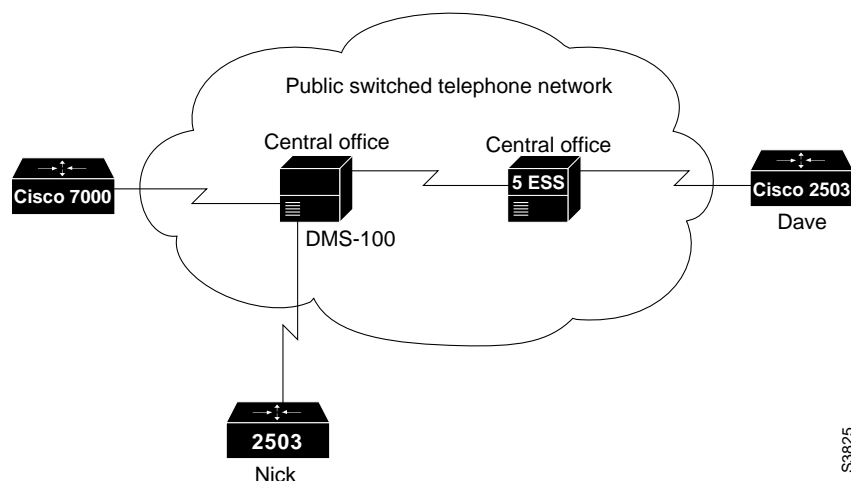 Public switched telephone network
Central office
Central office
Cisco 7000
5 ESS
Cisco 2503
DMS-100
Dave
2503
Nick
S3825